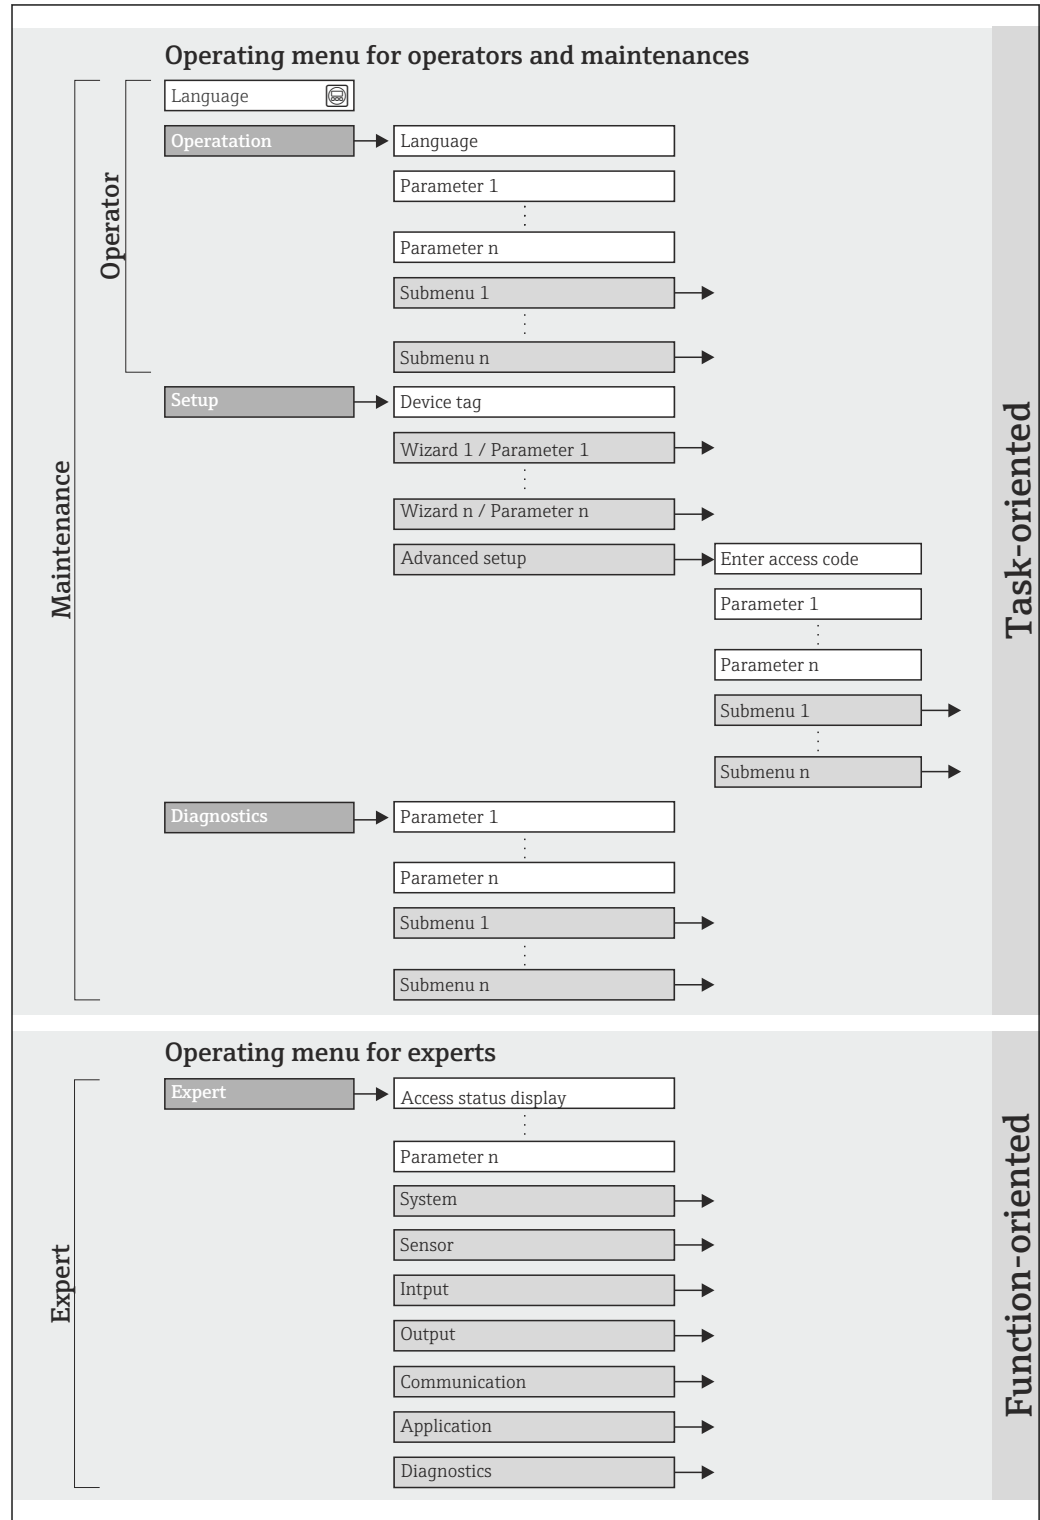 Operating menu for operators and maintenances
Language
Operatation
Language
Parameter 1
Parameter n
Submenu 1
Submenu n
Operator
Setup
Device tag
Wizard 1 / Parameter 1
Wizard n / Parameter n
Advanced setup
Enter access code
Parameter 1
Parameter n
Submenu 1
Submenu n
Maintenance
Task-oriented
Diagnostics
Parameter 1
Parameter n
Submenu 1
Submenu n
Operating menu for experts
Expert
Access status display
Parameter n
System
Sensor
Intput
Output
Communication
Application
Diagnostics
Expert
Function-oriented